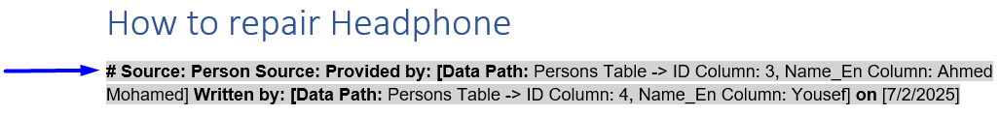 How to repair Headphone
# Source: Person Source: Provided by: [Data Path: Persons Table -> ID Column: 3, Name_En Column: Ahmed
Mohamed] Written by: [Data Path: Persons Table -> ID Column: 4, Name_En Column: Yousef] on [7/2/2025]